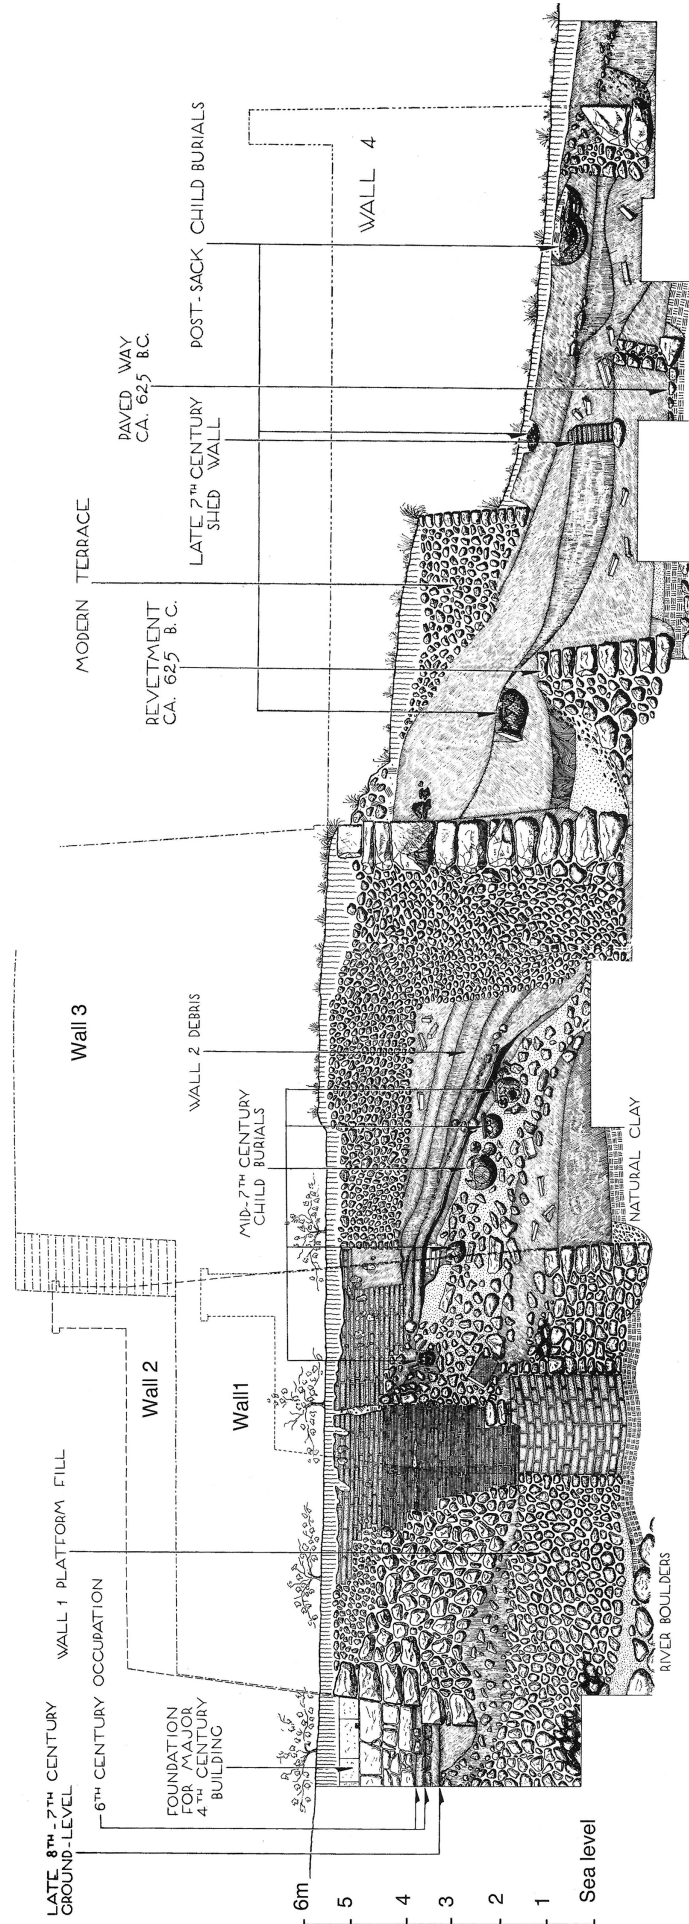 LATE 8TH-7TH CENTURY
GROUND-LEVEL
6TH CENTURY OCCUPATION
WALL 1 PLATFORM FILL
FOUNDATION
FOR MAJOR
4TH CENTURY
BUILDING
Wall 2
Wall1
Wall 3
MID-7TH CENTURY
CHILD BURIALS
WALL 2 DEBRIS
MODERN TERRACE
REVETMENT
CA. 625 B.C.
PAVED WAY
CA. 625 B.C.
LATE 7TH CENTURY
SHED WALL
POST-SACK CHILD BURIALS
WALL 4
6m
5
4
3
2
1
Sea level
RIVER BOULDERS
NATURAL CLAY